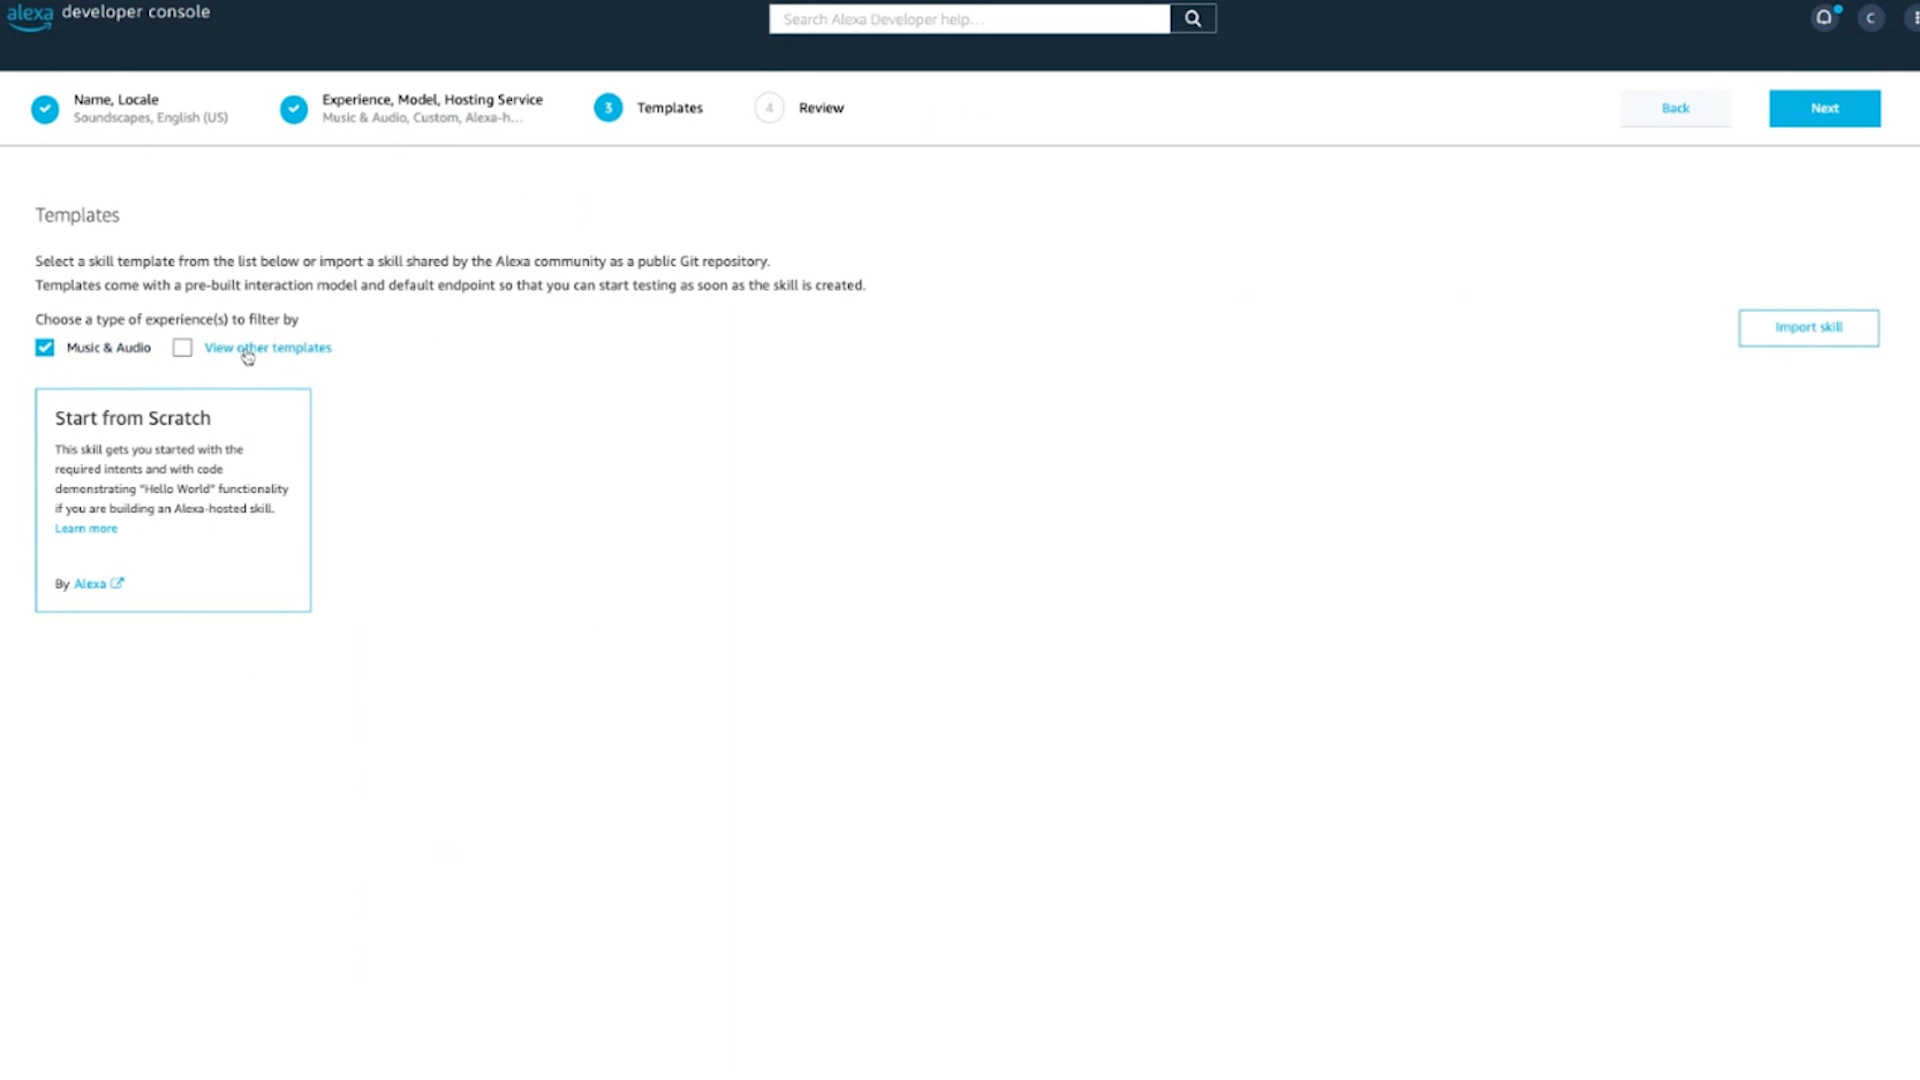 alexa developer console
Search Alexa Developer help...
C
Name, Locale
Soundscapes, English (US)
Experience, Model, Hosting Service
Music & Audio, Custom, Alexa-h...
3 Templates
4 Review
Back
Next
Templates
Select a skill template from the list below or import a skill shared by the Alexa community as a public Git repository.
Templates come with a pre-built interaction model and default endpoint so that you can start testing as soon as the skill is created.
Choose a type of experience(s) to filter by
Music & Audio
View other templates
Import skill
Start from Scratch
This skill gets you started with the
required intents and with code
demonstrating "Hello World" functionality
if you are building an Alexa-hosted skill.
Learn more
By Alexa